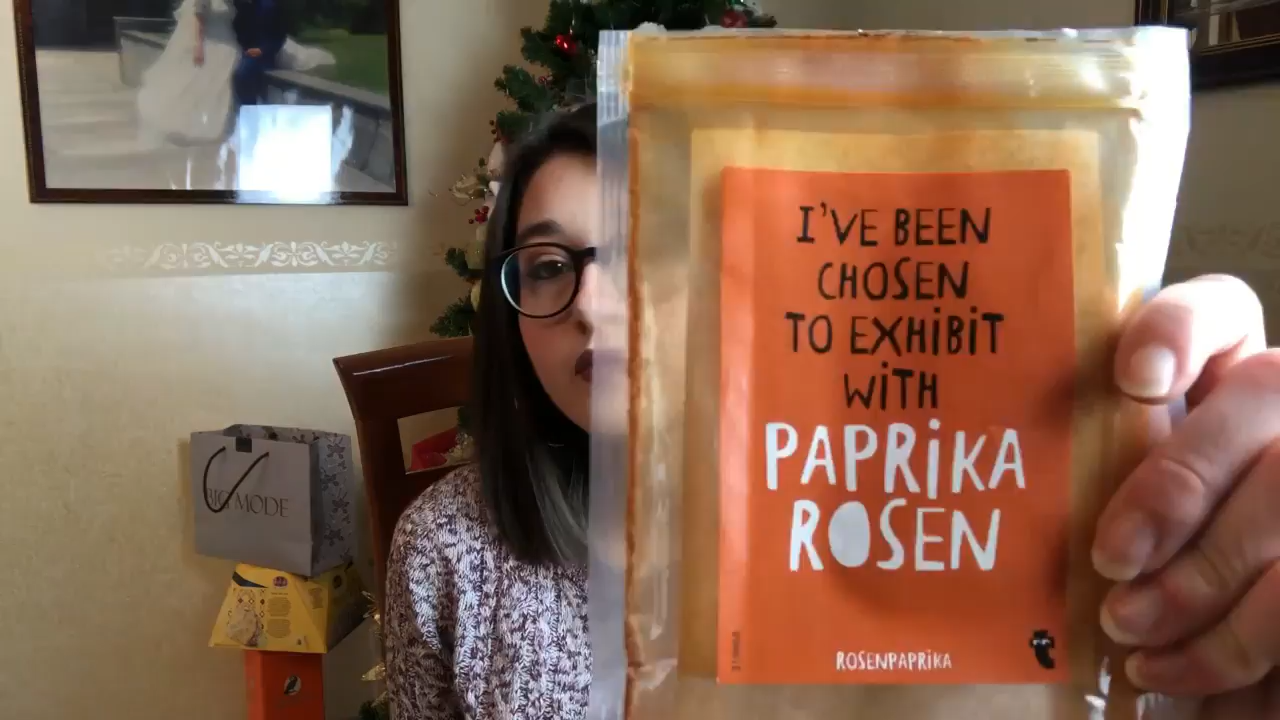 I'VE BEEN
CHOSEN
TO EXHIBIT
WITH
PAPRIKA
ROSEN
ROSENPAPRIKA
BIG MODE